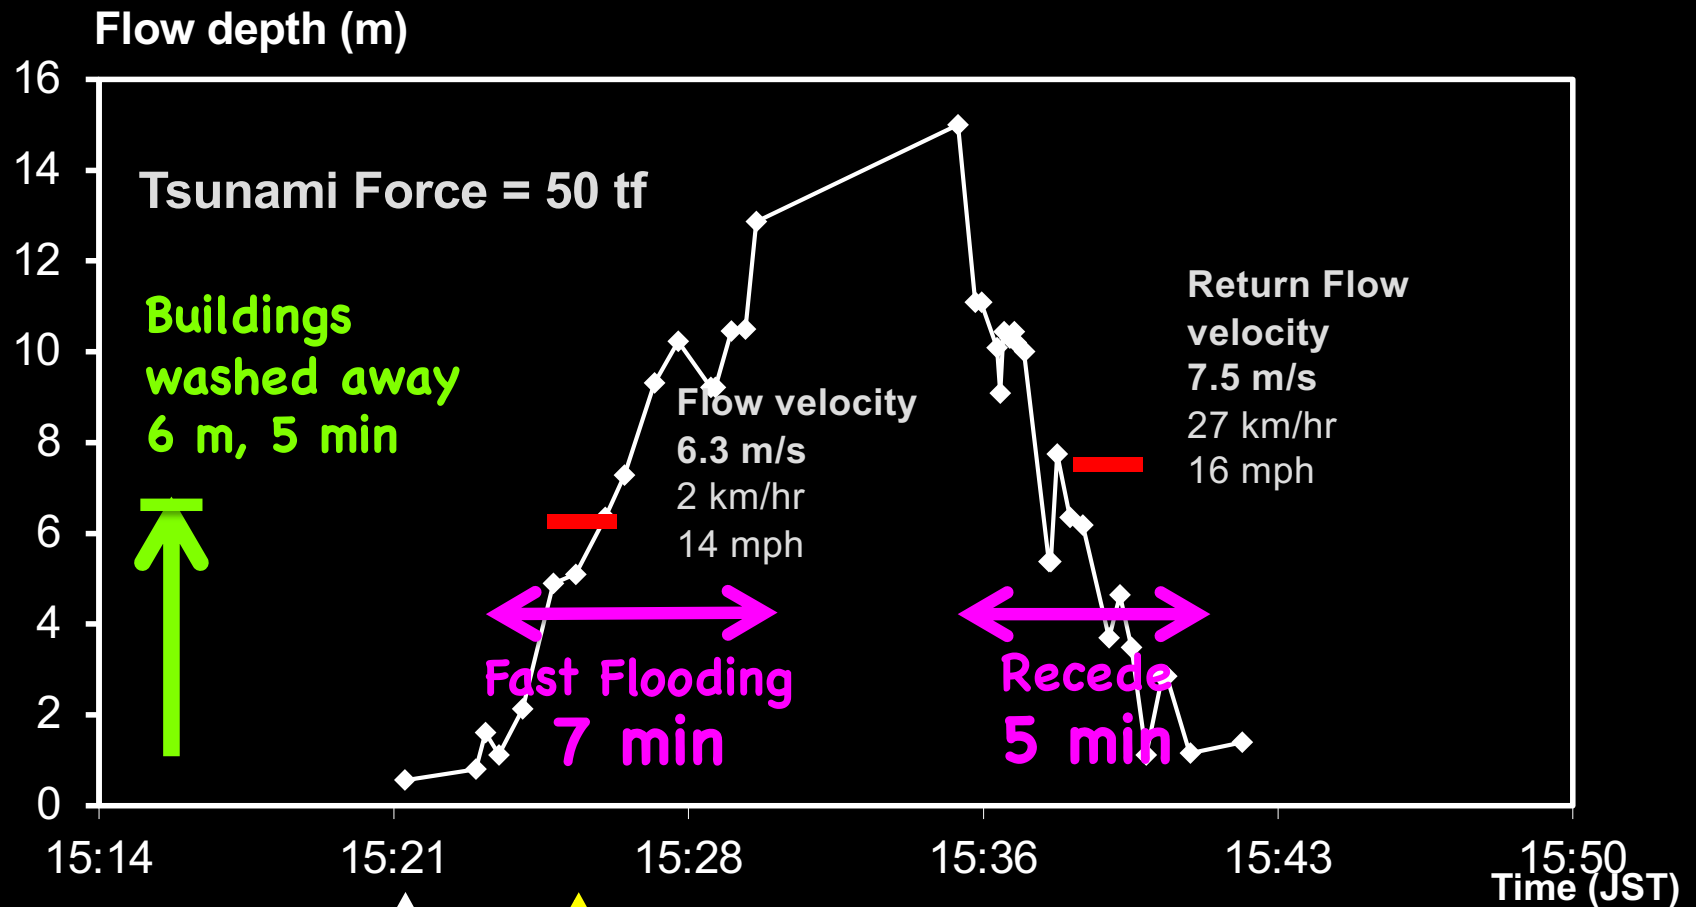 Flow depth (m)
16
14
12
10
8
6
4
2
0
Tsunami Force = 50 tf
Buildings
washed away
6 m, 5 min
Flow velocity
6.3 m/s
2 km/hr
14 mph
Return Flow
velocity
7.5 m/s
27 km/hr
16 mph
Fast Flooding
7 min
Recede
5 min
15:14 15:21 15:28 15:36 15:43 15:50
Time (JST)